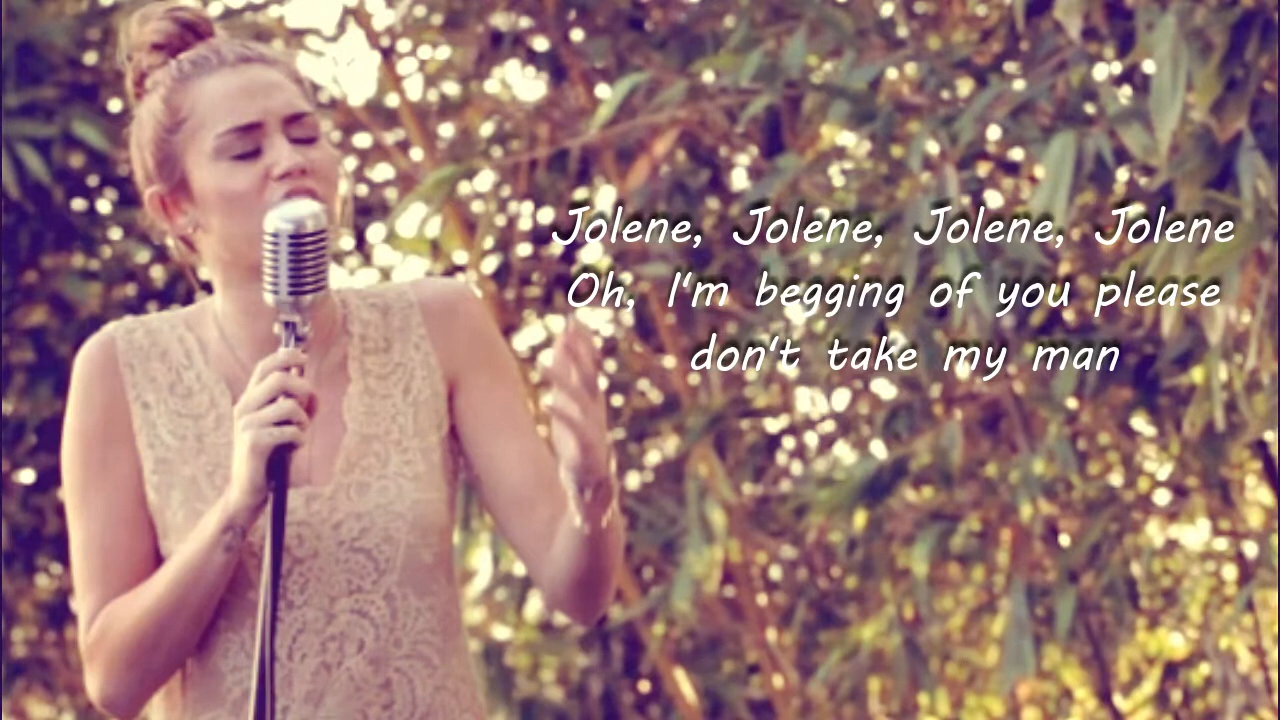 Jolene, Jolene, Jolene, Jolene
Oh, I'm begging of you please
don't take my man